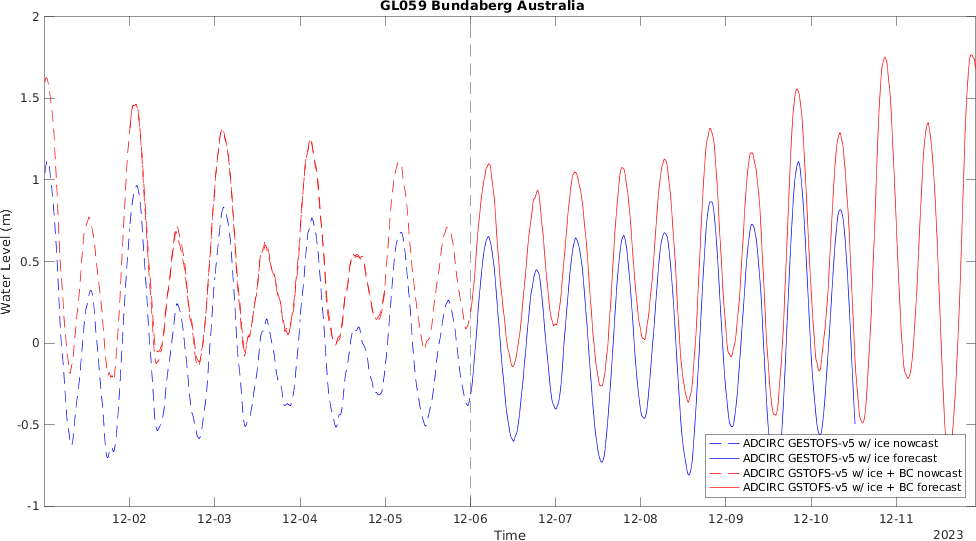 GL059 Bundaberg Australia
2
1.5
1
0.5
0
-0.5
-1
Water Level (m)
ADCIRC GESTOFS-v5 w/ ice nowcast
ADCIRC GESTOFS-v5 w/ ice forecast
ADCIRC GSTOFS-v5 w/ ice + BC nowcast
ADCIRC GSTOFS-v5 w/ ice + BC forecast
12-02 12-03 12-04 12-05 12-06 12-07 12-08 12-09 12-10 12-11
Time
2023